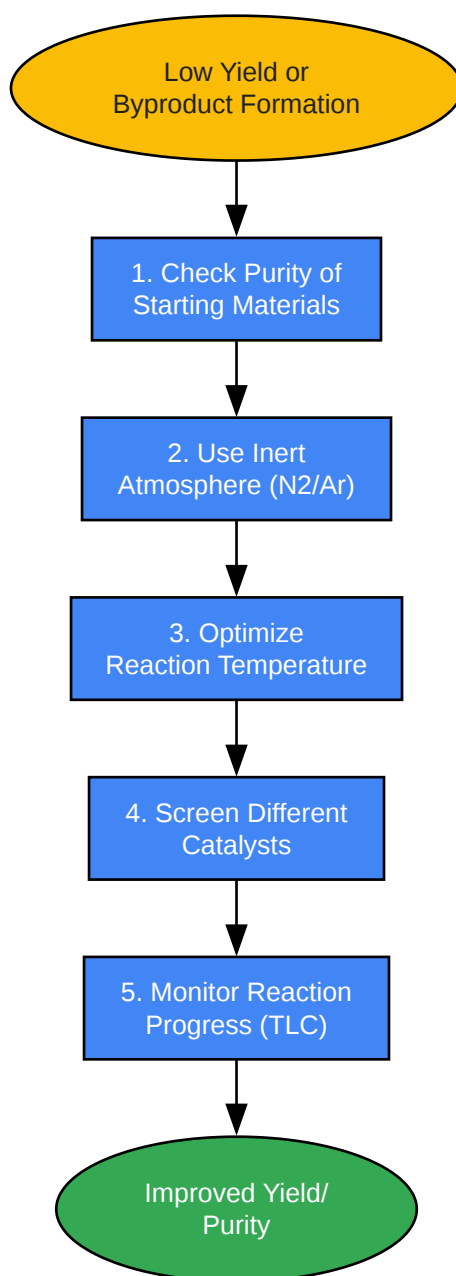 Low Yield or
Byproduct Formation
1. Check Purity of
Starting Materials
2. Use Inert
Atmosphere (N2/Ar)
3. Optimize
Reaction Temperature
4. Screen Different
Catalysts
5. Monitor Reaction
Progress (TLC)
Improved Yield/
Purity